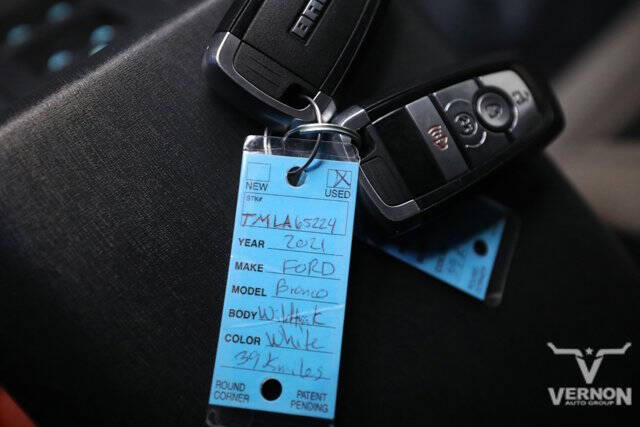 BRO
NEW USED
STK#
TMLA65224
YEAR 2021
MAKE FORD
MODEL Bronco
BODY Wildtrak
COLOR White
39K miles
ROUND CORNER PATENT PENDING
VERNON
AUTO GROUP